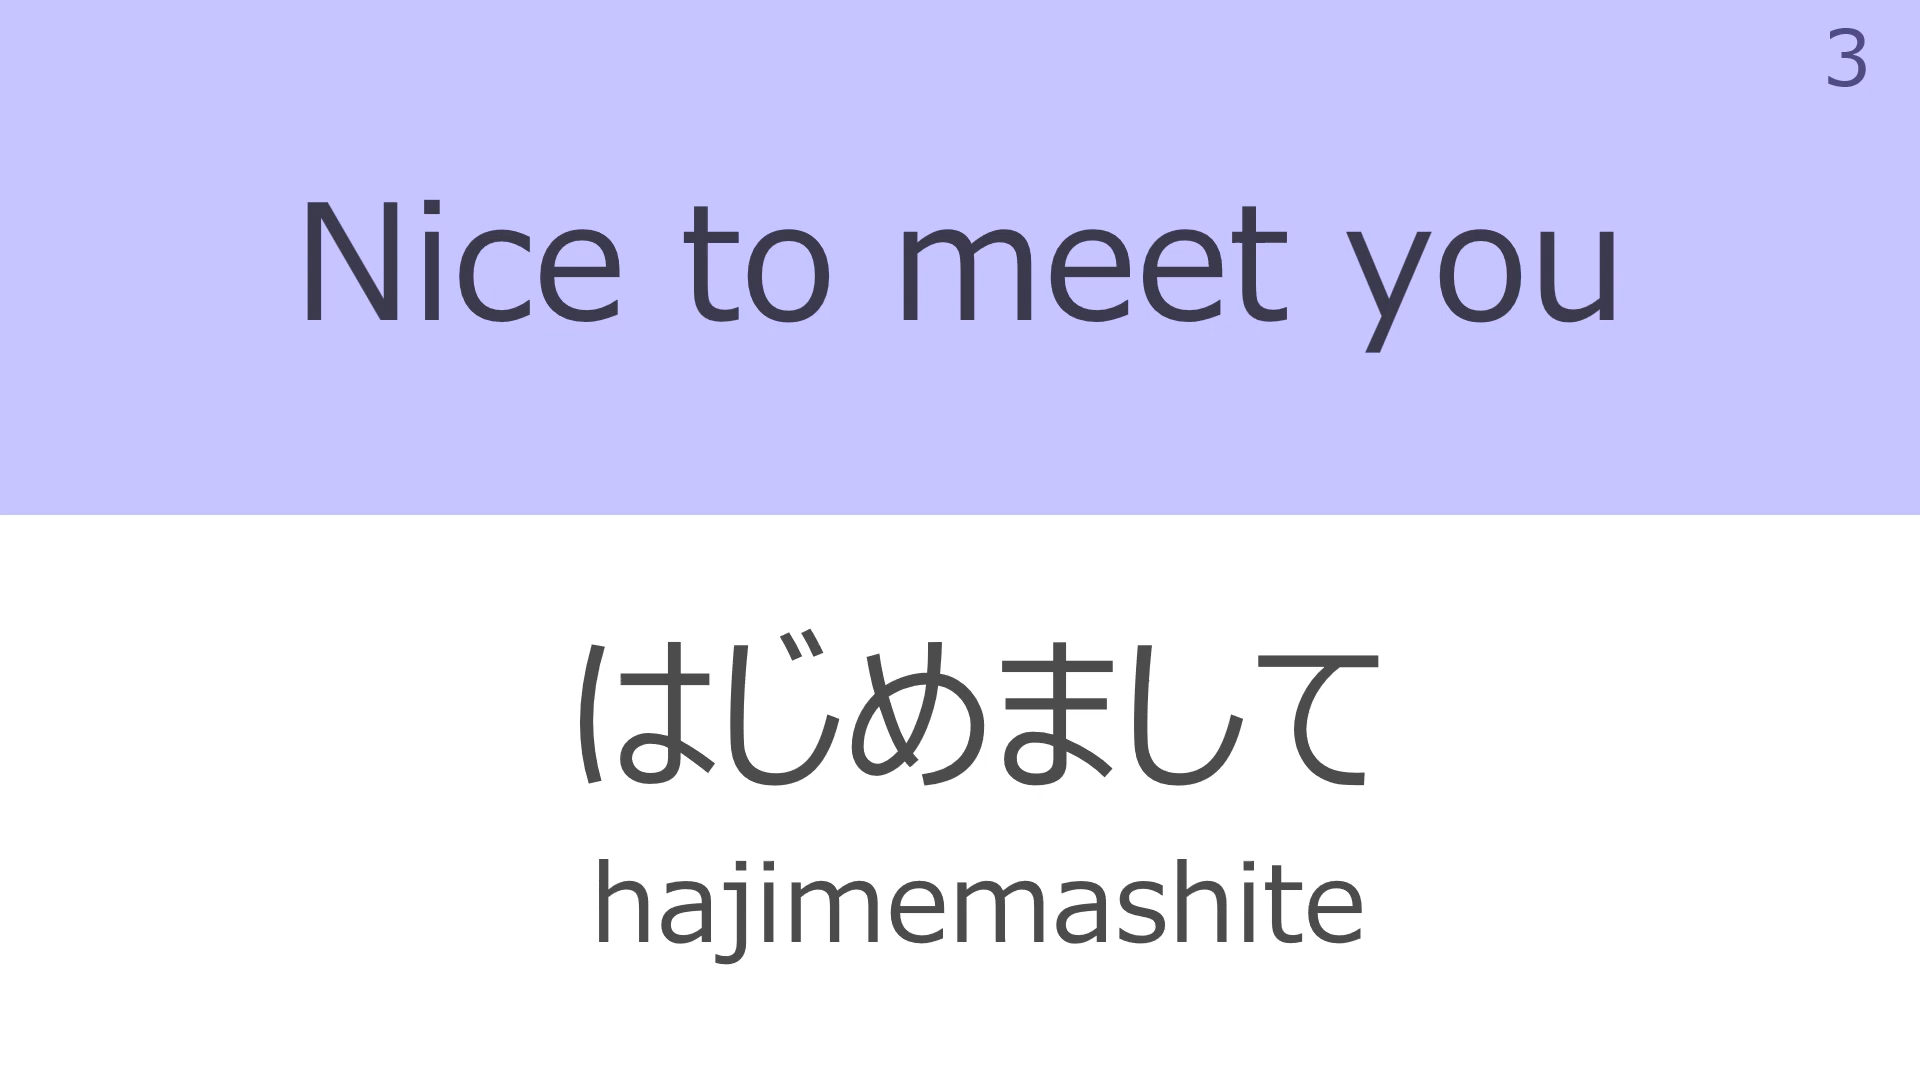 3
Nice to meet you
はじめまして
hajimemashite